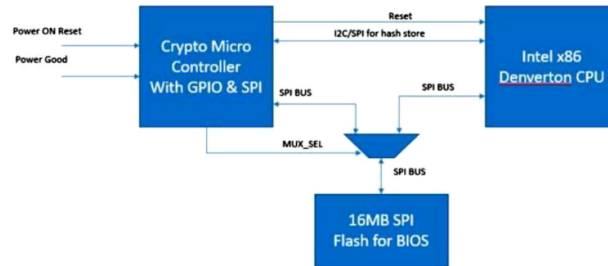 Power ON Reset
Power Good
Crypto Micro
Controller
With GPIO & SPI
Reset
I2C/SPI for hash store
Intel x86
Denverton CPU
SPI BUS
SPI BUS
MUX_SEL
SPI BUS
16MB SPI
Flash for BIOS